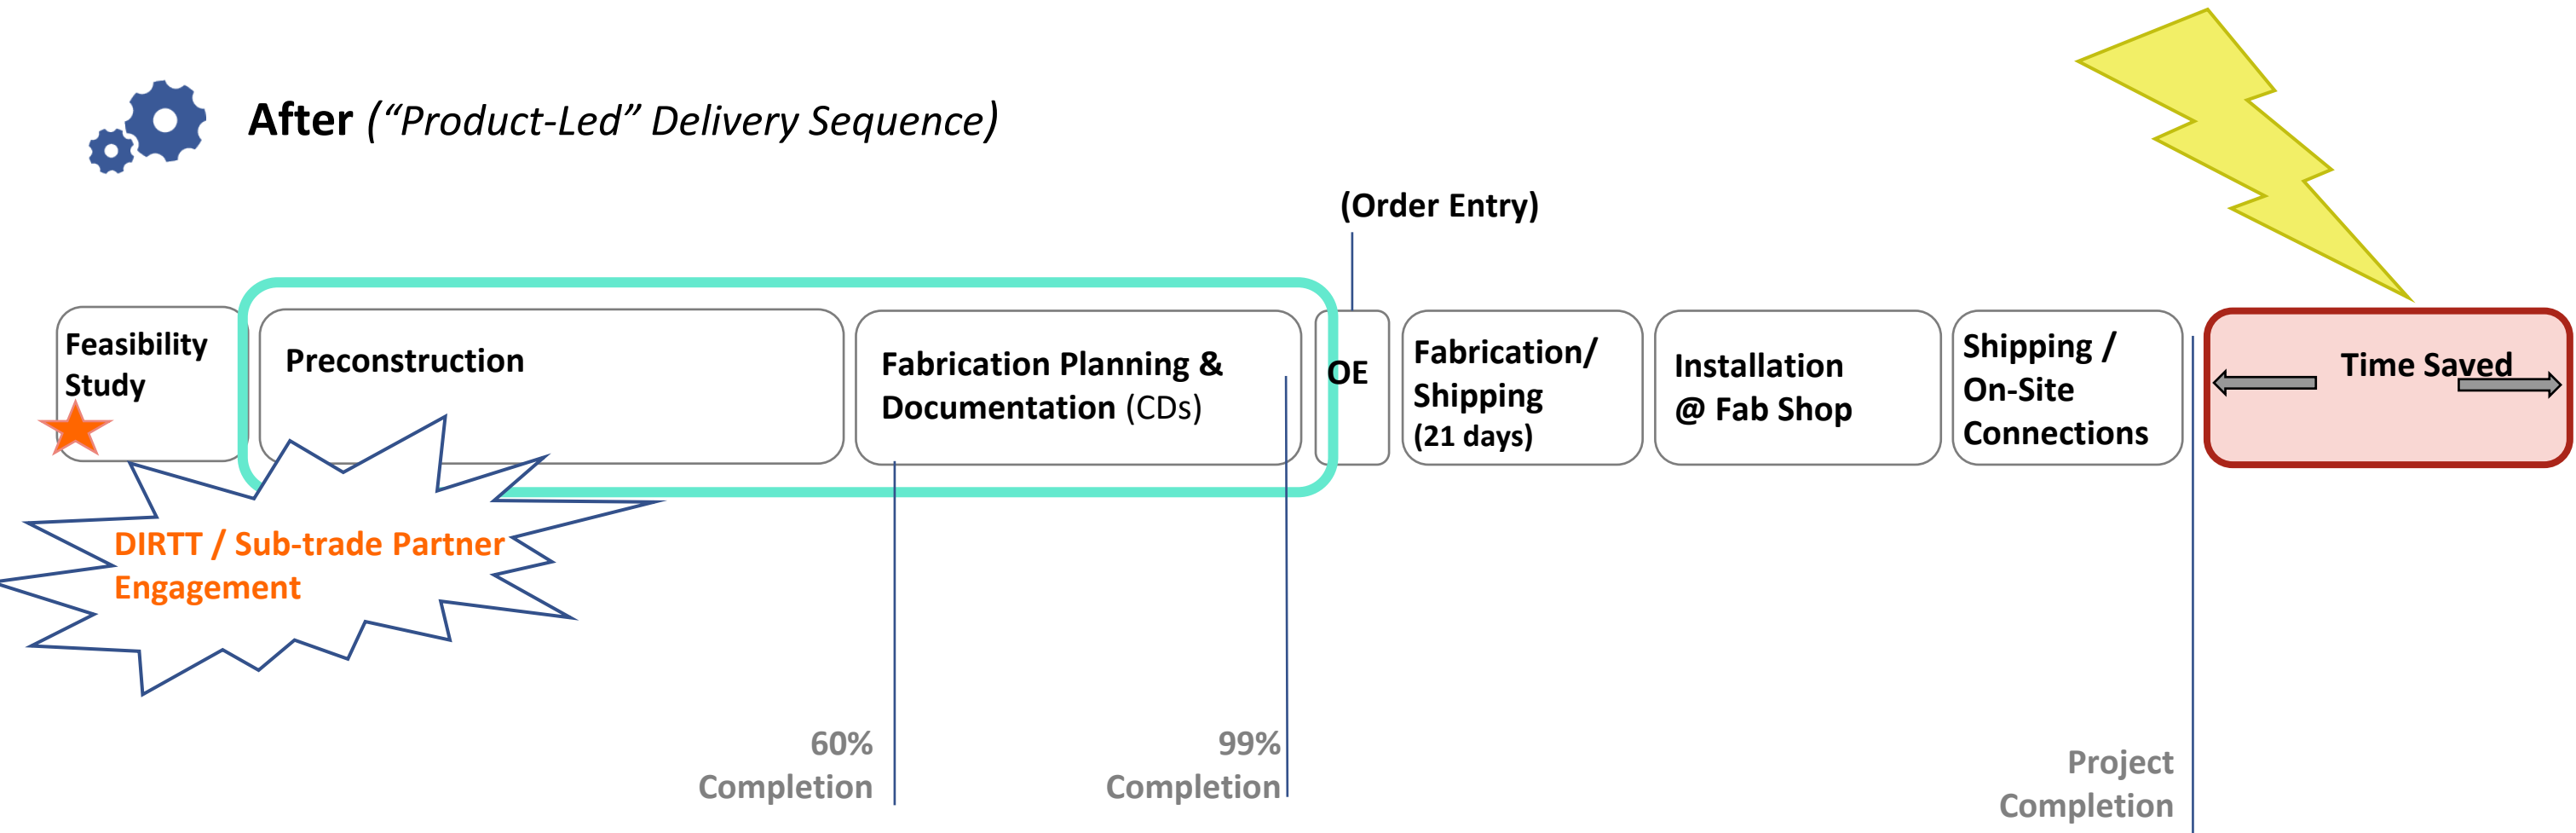 After (“Product-Led” Delivery Sequence)
(Order Entry)
Feasibility
Study
Preconstruction
Fabrication Planning &
Documentation (CDs)
OE
Fabrication/
Shipping
(21 days)
Installation
@ Fab Shop
Shipping /
On-Site
Connections
Time Saved
DIRTT / Sub-trade Partner
Engagement
60%
Completion
99%
Completion
Project
Completion